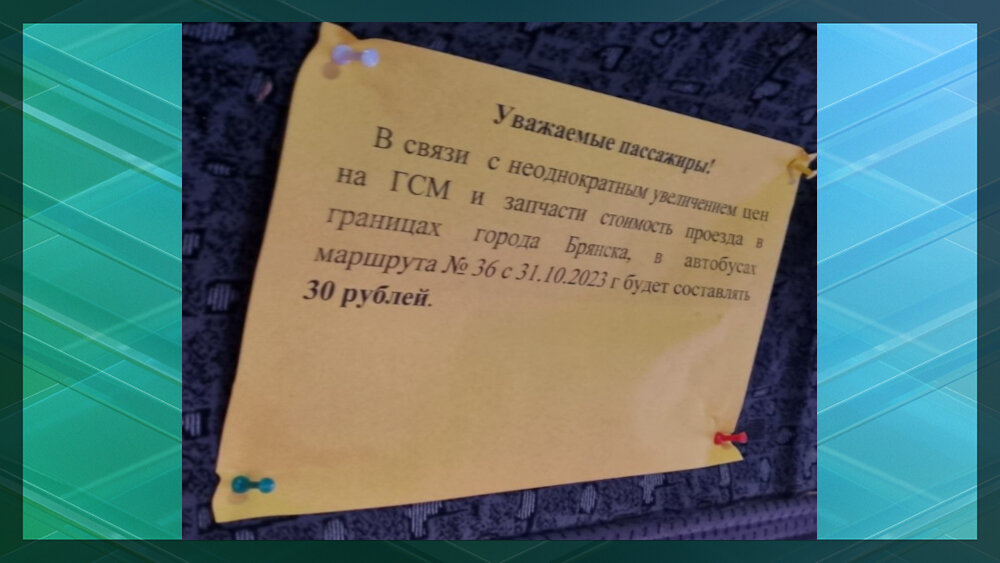 Уважаемые пассажиры!
В связи с неоднократным увеличением цен
на ГСМ и запчасти стоимость проезда в
границах города Брянска, в автобусах
маршрута № 36 с 31.10.2023 г будет составлять
30 рублей.